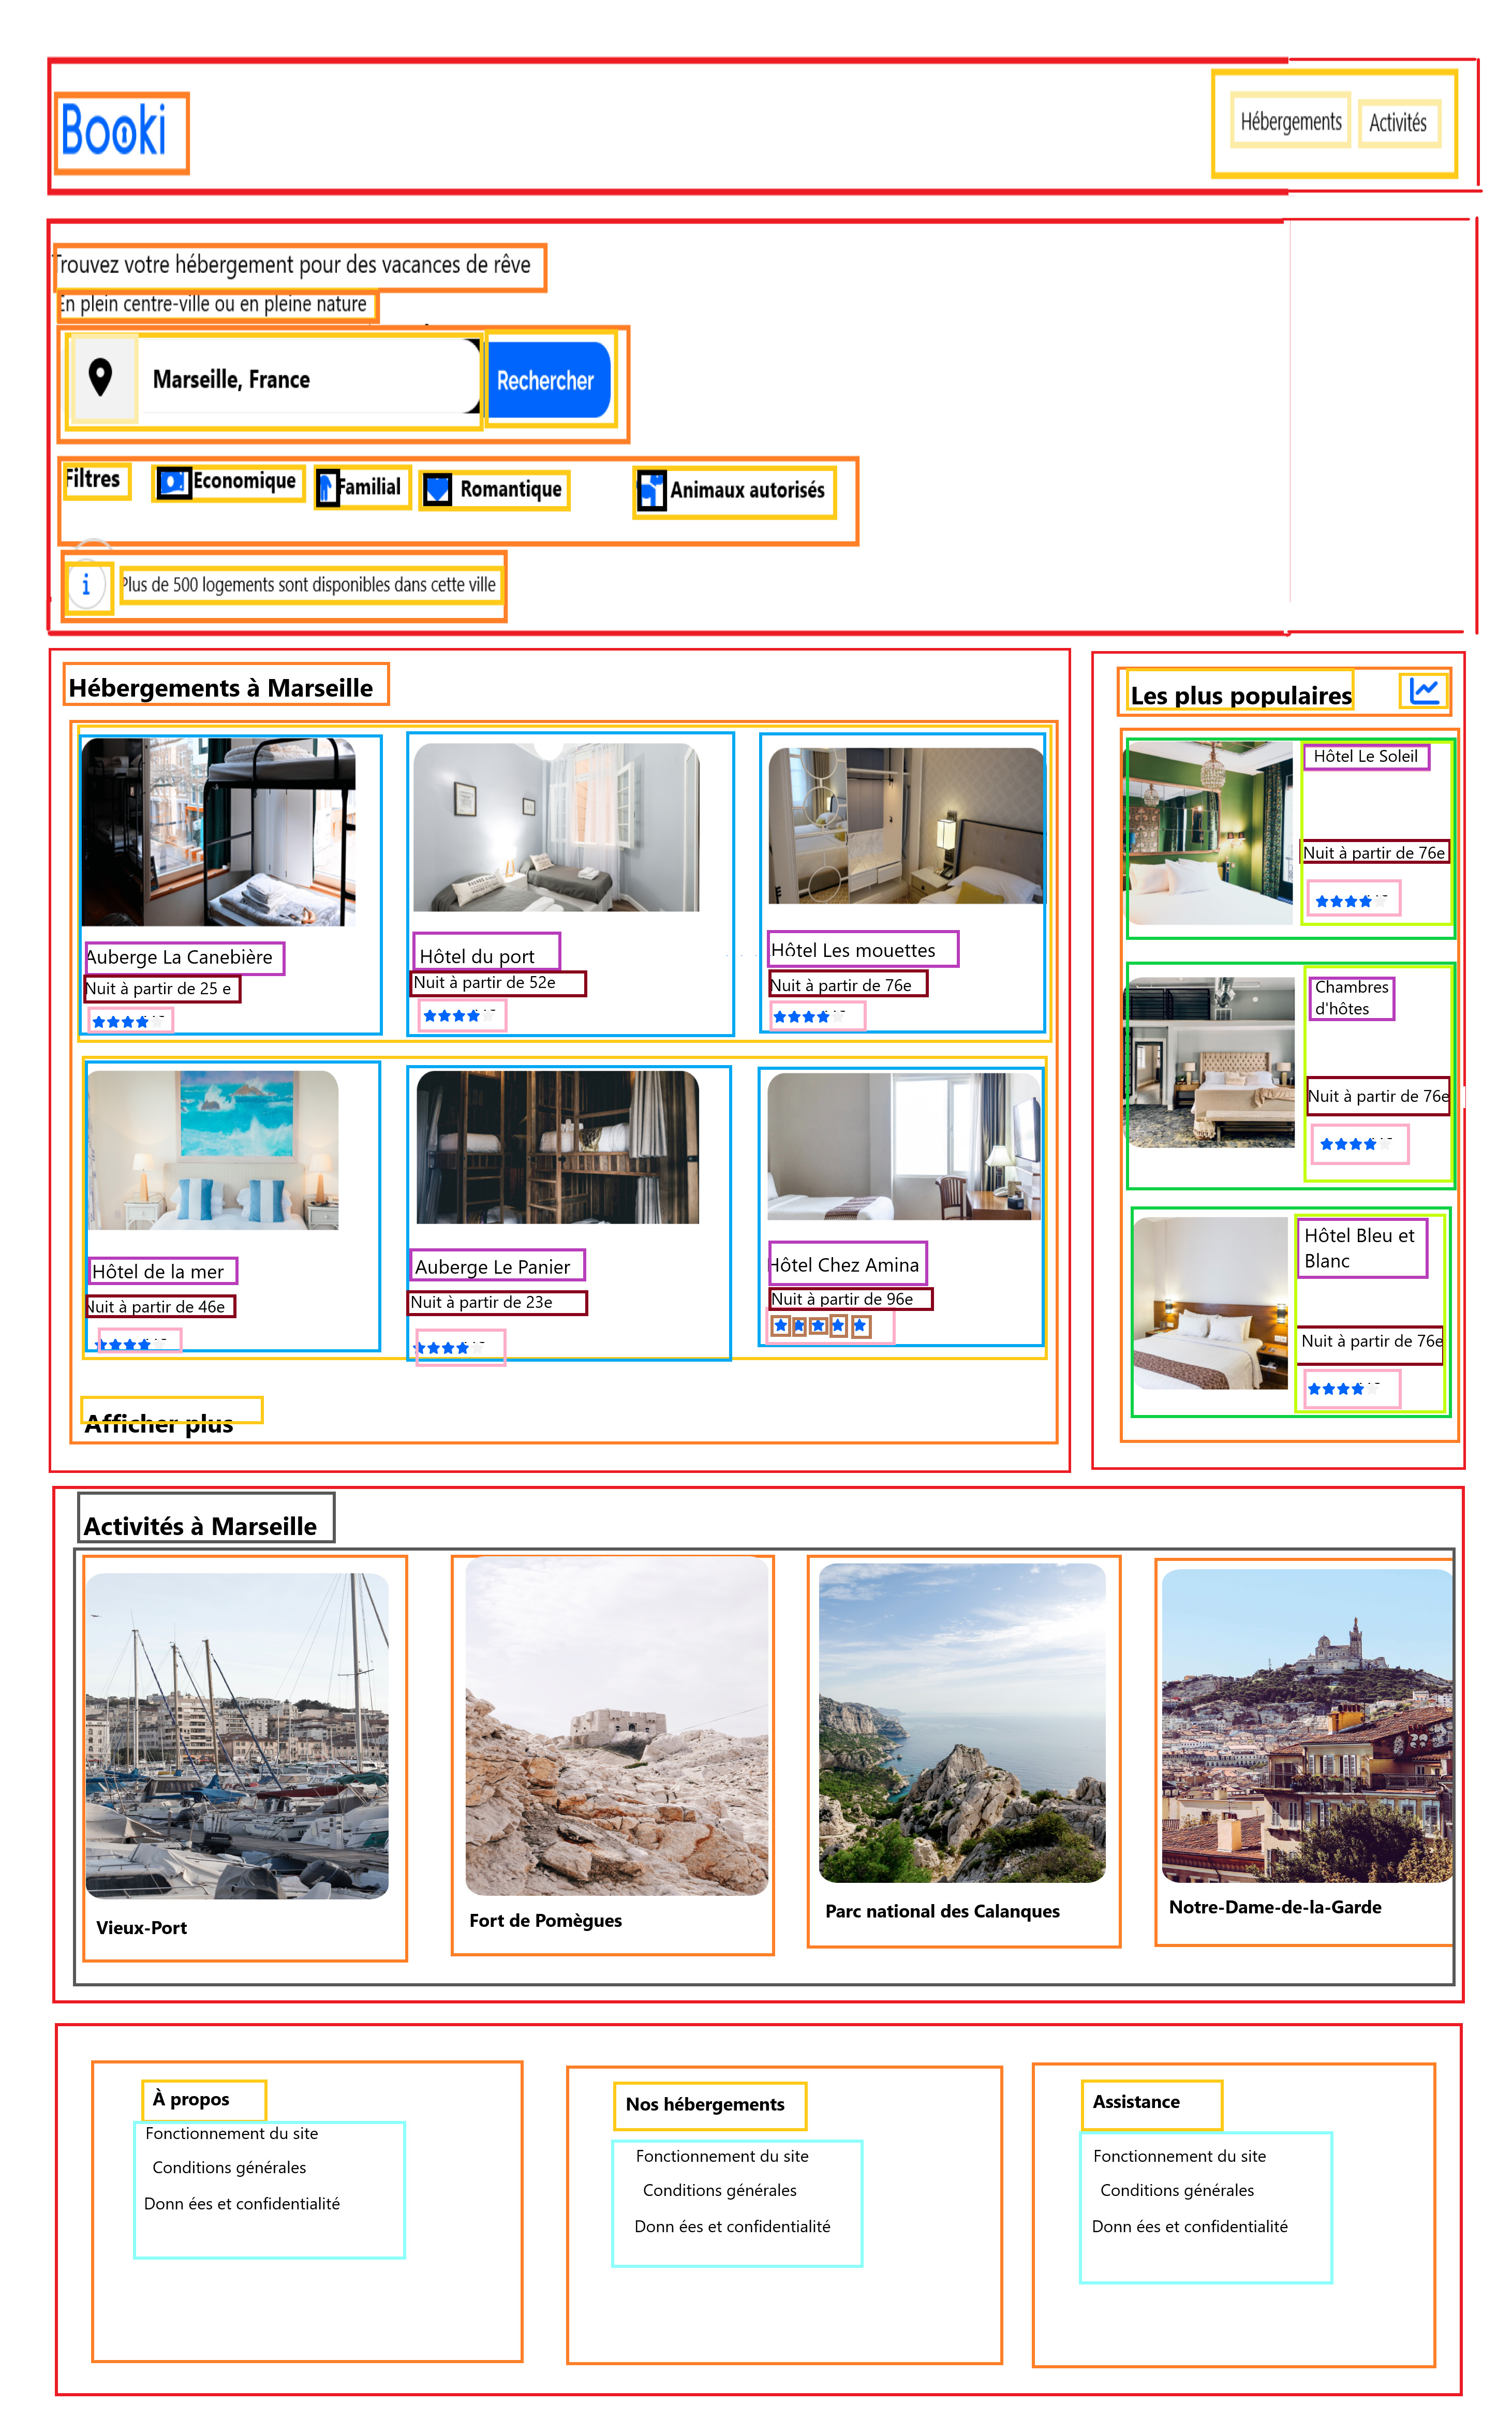 Booki
Hébergements
Activités
Trouvez votre hébergement pour des vacances de rêve
En plein centre-ville ou en pleine nature
Marseille, France
Rechercher
Filtres
Economique
Familial
Romantique
Animaux autorisés
i
Plus de 500 logements sont disponibles dans cette ville
Hébergements à Marseille
Auberge La Canebière
Nuit à partir de 25 e
Hôtel du port
Nuit à partir de 52e
Hôtel Les mouettes
Nuit à partir de 76e
Hôtel de la mer
Nuit à partir de 46e
Auberge Le Panier
Nuit à partir de 23e
Hôtel Chez Amina
Nuit à partir de 96e
Afficher plus
Les plus populaires
Hôtel Le Soleil
Nuit à partir de 76e
Chambres
d'hôtes
Nuit à partir de 76e
Hôtel Bleu et
Blanc
Nuit à partir de 76e
Activités à Marseille
Vieux-Port
Fort de Pomègues
Parc national des Calanques
Notre-Dame-de-la-Garde
À propos
Fonctionnement du site
Conditions générales
Donn ées et confidentialité
Nos hébergements
Fonctionnement du site
Conditions générales
Donn ées et confidentialité
Assistance
Fonctionnement du site
Conditions générales
Donn ées et confidentialité